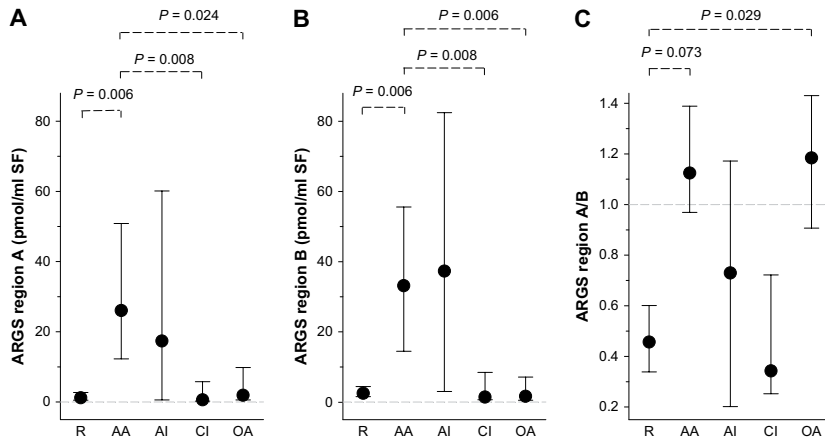 A
P = 0.024
P = 0.008
P = 0.006
ARGS region A (pmol/ml SF)
80
60
40
20
0
R AA AI CI OA
B
P = 0.006
P = 0.008
P = 0.006
ARGS region B (pmol/ml SF)
80
60
40
20
0
R AA AI CI OA
C
P = 0.029
P = 0.073
ARGS region A/B
1.4
1.2
1.0
0.8
0.6
0.4
0.2
R AA AI CI OA